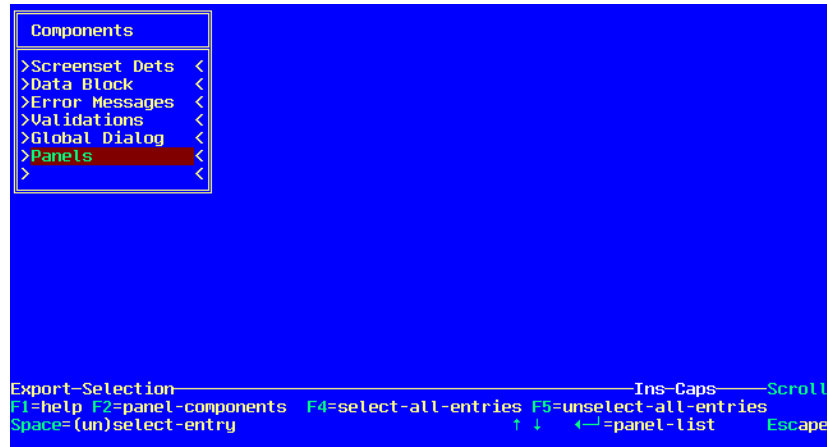 Components
>Screenset Dets <
>Data Block <
>Error Messages <
>Validations <
>Global Dialog <
>Panels <
> <
Export-Selection Ins-Caps Scroll
F1=help F2=panel-components F4=select-all-entries F5=unselect-all-entries
Space=(un)select-entry ↑ ↓ ←┘=panel-list Escape